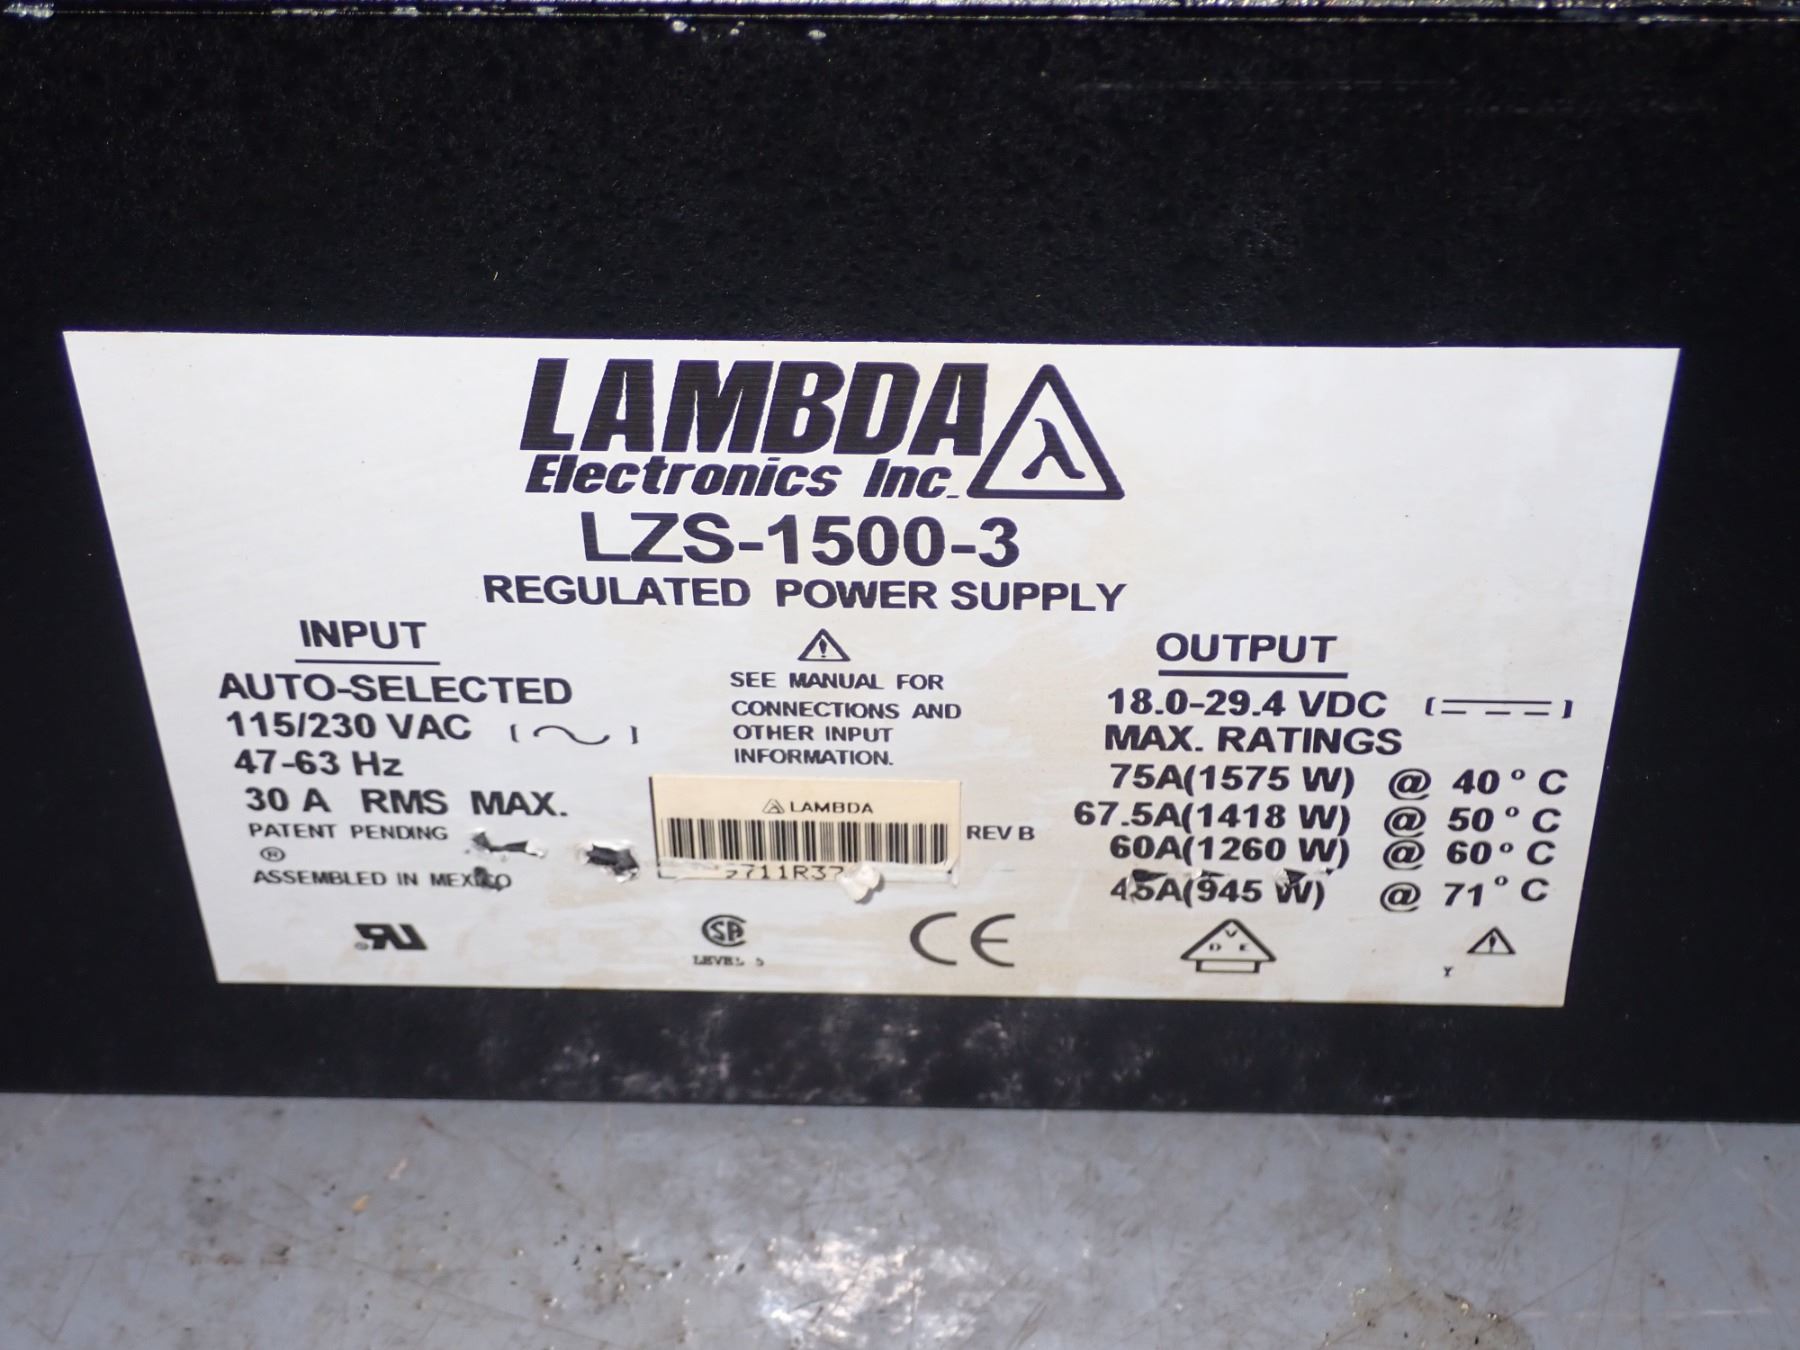 LAMBDA
Electronics Inc.
LZS-1500-3
REGULATED POWER SUPPLY
INPUT
AUTO-SELECTED
115/230 VAC
47-63 Hz
30 A RMS MAX.
PATENT PENDING
®
ASSEMBLED IN MEXICO
SEE MANUAL FOR
CONNECTIONS AND
OTHER INPUT
INFORMATION.
LAMBDA
REV B
OUTPUT
18.0-29.4 VDC
MAX. RATINGS
75A(1575 W) @ 40° C
67.5A(1418 W) @ 50° C
60A(1260 W) @ 60° C
45A(945 W) @ 71° C
SA
LEVEL
CE
VDE
Y